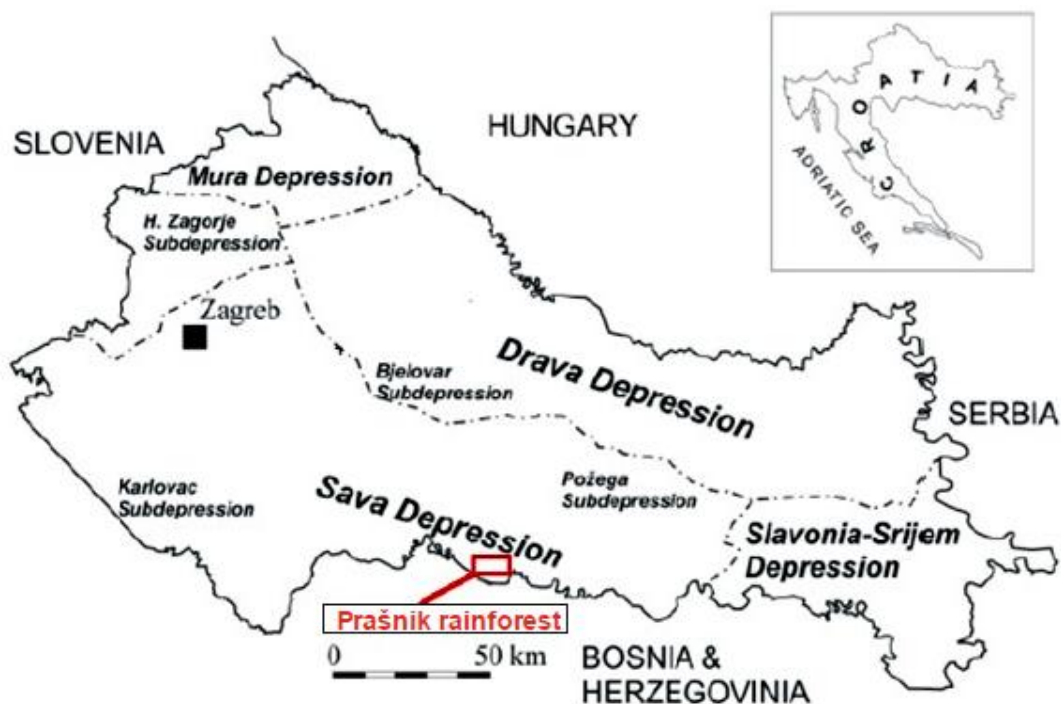 SLOVENIA
HUNGARY
CROATIA
ADRIATIC SEA
Mura Depression
H. Zagorje
Subdepression
Zagreb
Drava Depression
Bjelovar
Subdepression
SERBIA
Karlovac
Subdepression
Sava Depression
Požega
Subdepression
Slavonia-Srijem
Depression
Prašnik rainforest
0 50 km
BOSNIA &
HERZEGOVINIA